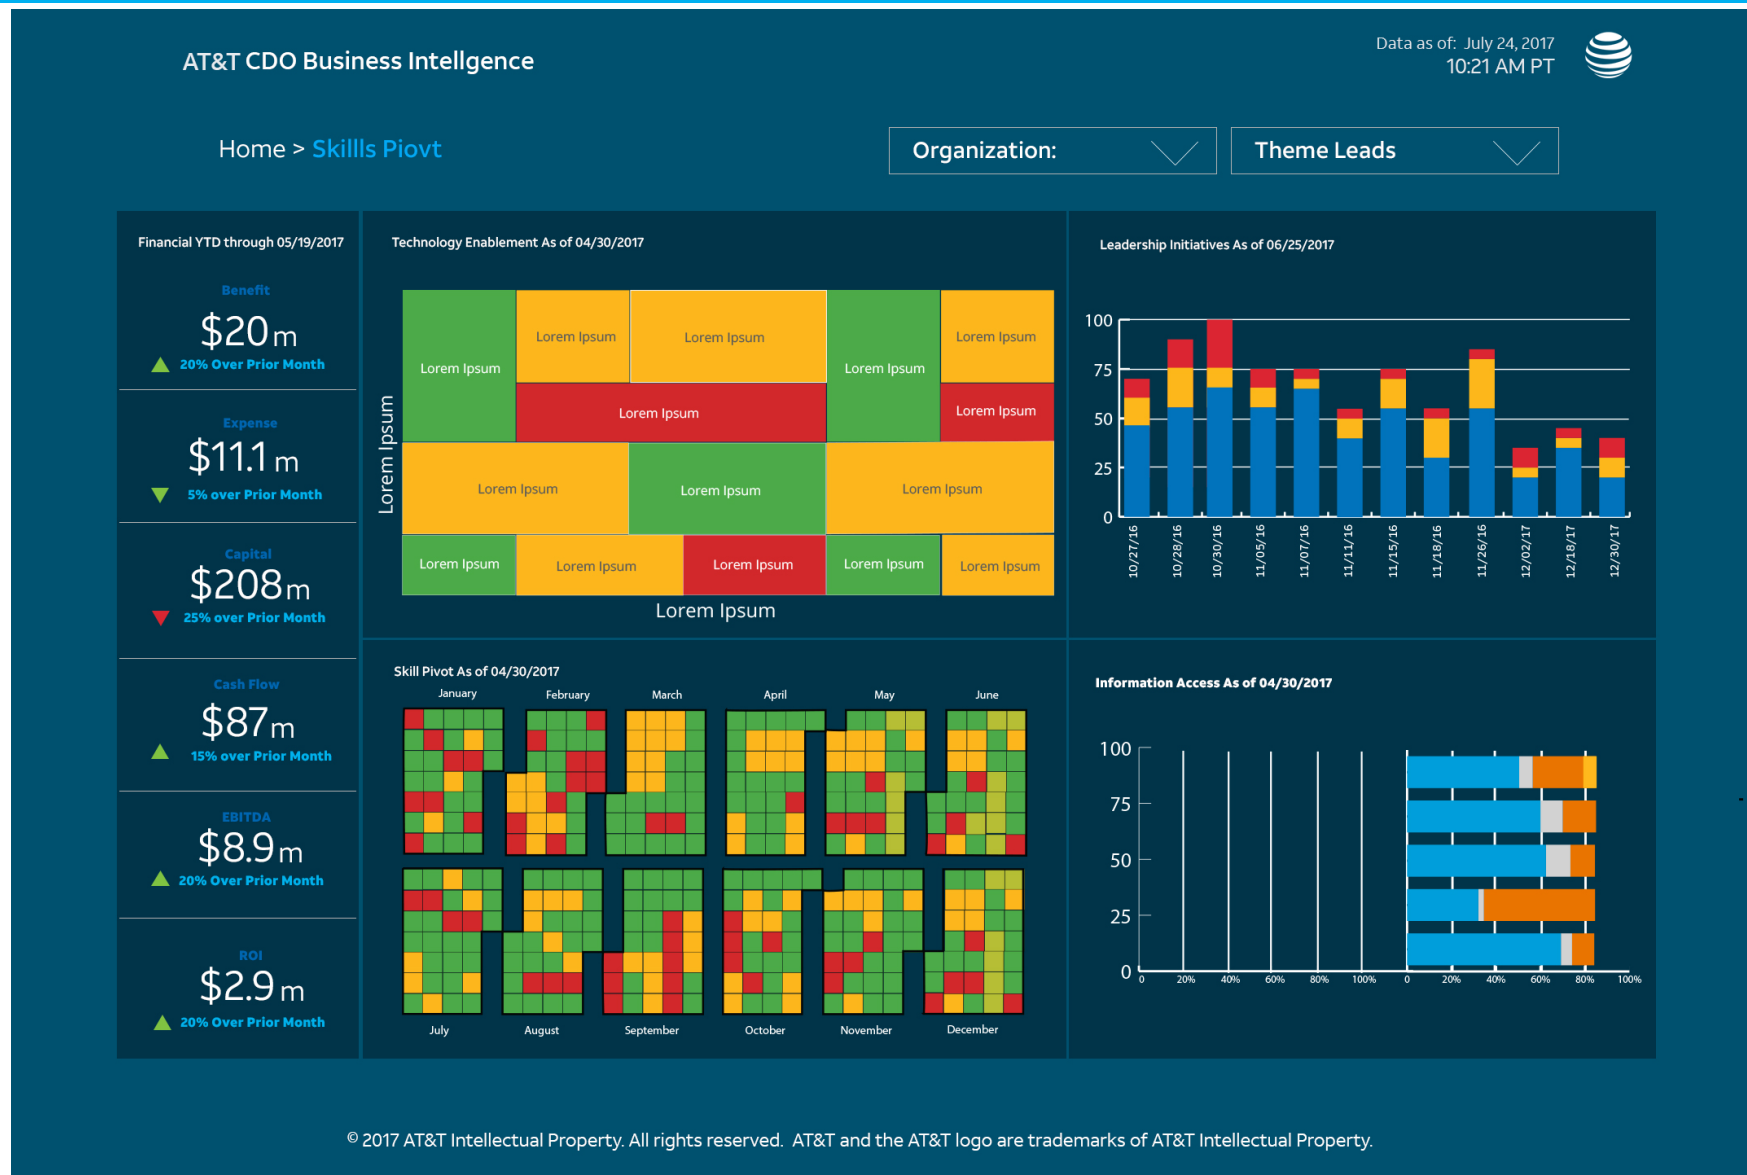 AT&T CDO Business Intellgence
Data as of: July 24, 2017
10:21 AM PT
Home > Skillls Piovt
Organization:
Theme Leads
Financial YTD through 05/19/2017
Benefit
$20 m
20% Over Prior Month
Expense
$11.1 m
5% over Prior Month
Capital
$208 m
25% over Prior Month
Cash Flow
$87 m
15% over Prior Month
EBITDA
$8.9 m
20% Over Prior Month
ROI
$2.9 m
20% Over Prior Month
Technology Enablement As of 04/30/2017
Lorem Ipsum
Lorem Ipsum Lorem Ipsum Lorem Ipsum
Lorem Ipsum Lorem Ipsum
Lorem Ipsum Lorem Ipsum
Lorem Ipsum Lorem Ipsum Lorem Ipsum
Lorem Ipsum Lorem Ipsum Lorem Ipsum Lorem Ipsum Lorem Ipsum
Lorem Ipsum
Leadership Initiatives As of 06/25/2017
100
75
50
25
0
10/27/16 10/28/16 10/30/16 11/05/16 11/07/16 11/11/16 11/15/16 11/18/16 11/26/16 12/02/17 12/18/17 12/30/17
Skill Pivot As of 04/30/2017
January February March April May June
July August September October November December
Information Access As of 04/30/2017
100
75
50
25
0
0 20% 40% 60% 80% 100% 0 20% 40% 60% 80% 100%
© 2017 AT&T Intellectual Property. All rights reserved. AT&T and the AT&T logo are trademarks of AT&T Intellectual Property.